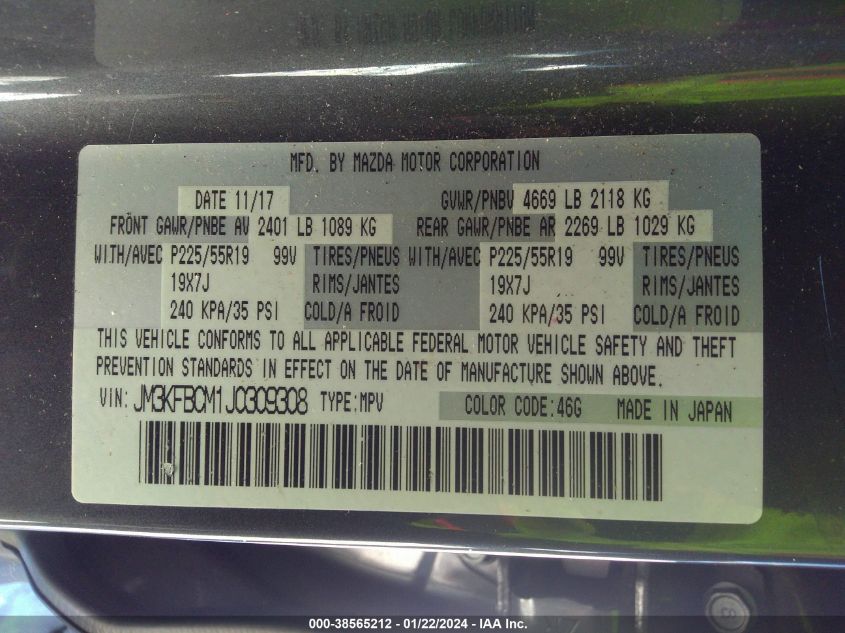 MFD. BY MAZDA MOTOR CORPORATION
DATE 11/17 GVWR/PNBV 4669 LB 2118 KG
FRONT GAWR/PNBE AV 2401 LB 1089 KG REAR GAWR/PNBE AR 2269 LB 1029 KG
WITH/AVEC P225/55R19 99V TIRES/PNEUS WITH/AVEC P225/55R19 99V TIRES/PNEUS
19X7J RIMS/JANTES 19X7J RIMS/JANTES
240 KPA/35 PSI COLD/A FROID 240 KPA/35 PSI COLD/A FROID
THIS VEHICLE CONFORMS TO ALL APPLICABLE FEDERAL MOTOR VEHICLE SAFETY AND THEFT
PREVENTION STANDARDS IN EFFECT ON THE DATE OF MANUFACTURE SHOWN ABOVE.
VIN: JM3KFBCM1J0309308 TYPE:MPV COLOR CODE:46G MADE IN JAPAN
000-38565212 - 01/22/2024 - IAA Inc.